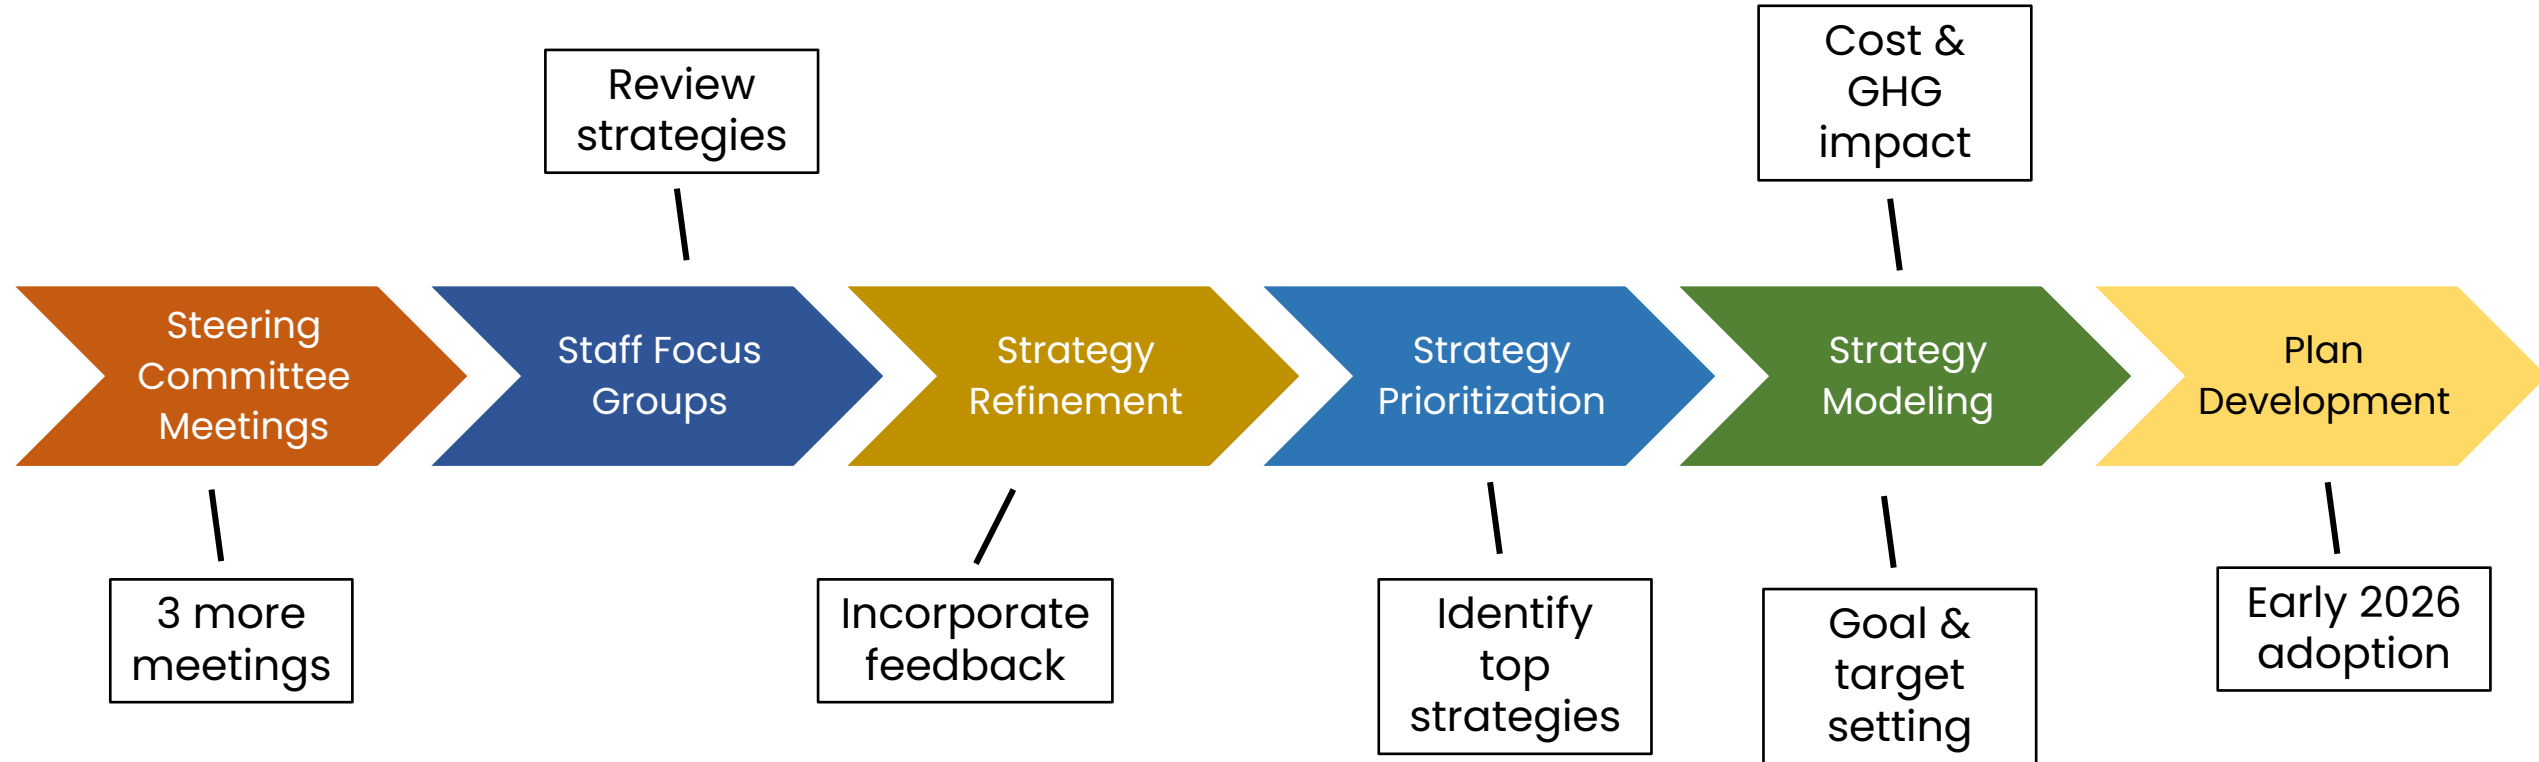 Cost &
GHG
impact
Review
strategies
Steering
Committee
Meetings
Staff Focus
Groups
Strategy
Refinement
Strategy
Prioritization
Strategy
Modeling
Plan
Development
3 more
meetings
Incorporate
feedback
Identify
top
strategies
Goal &
target
setting
Early 2026
adoption